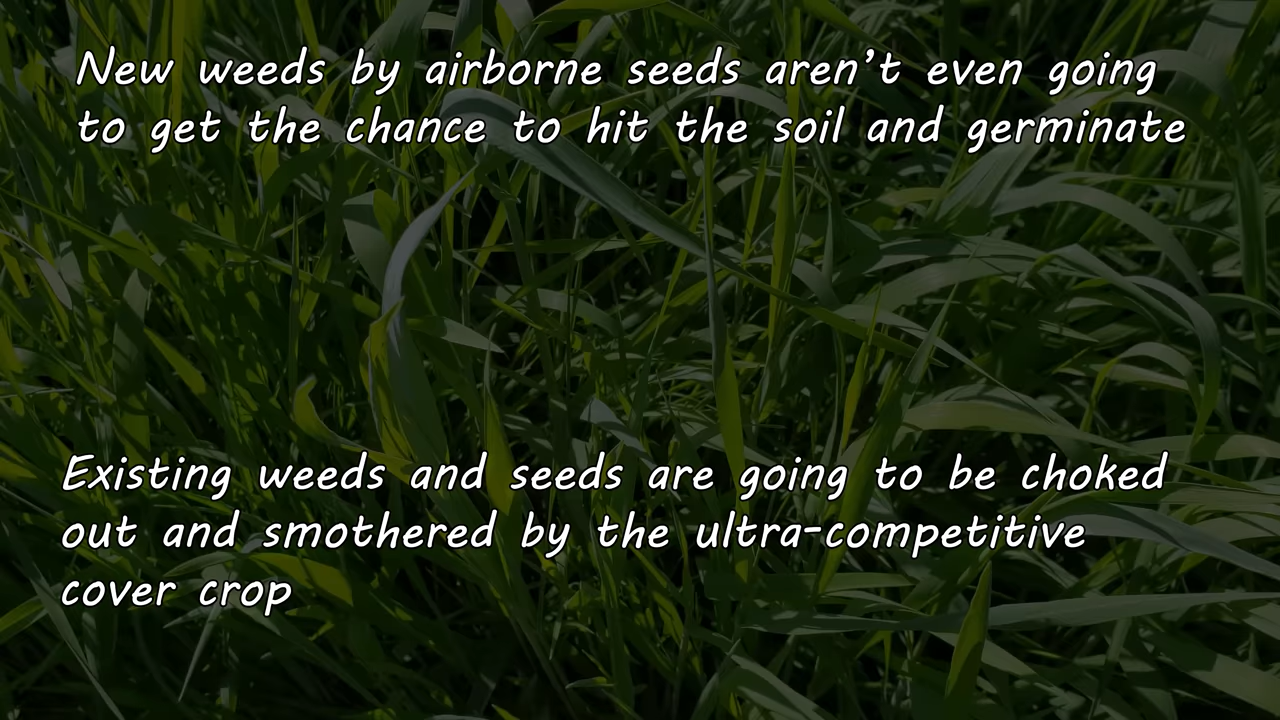 New weeds by airborne seeds aren’t even going
to get the chance to hit the soil and germinate
Existing weeds and seeds are going to be choked
out and smothered by the ultra-competitive
cover crop